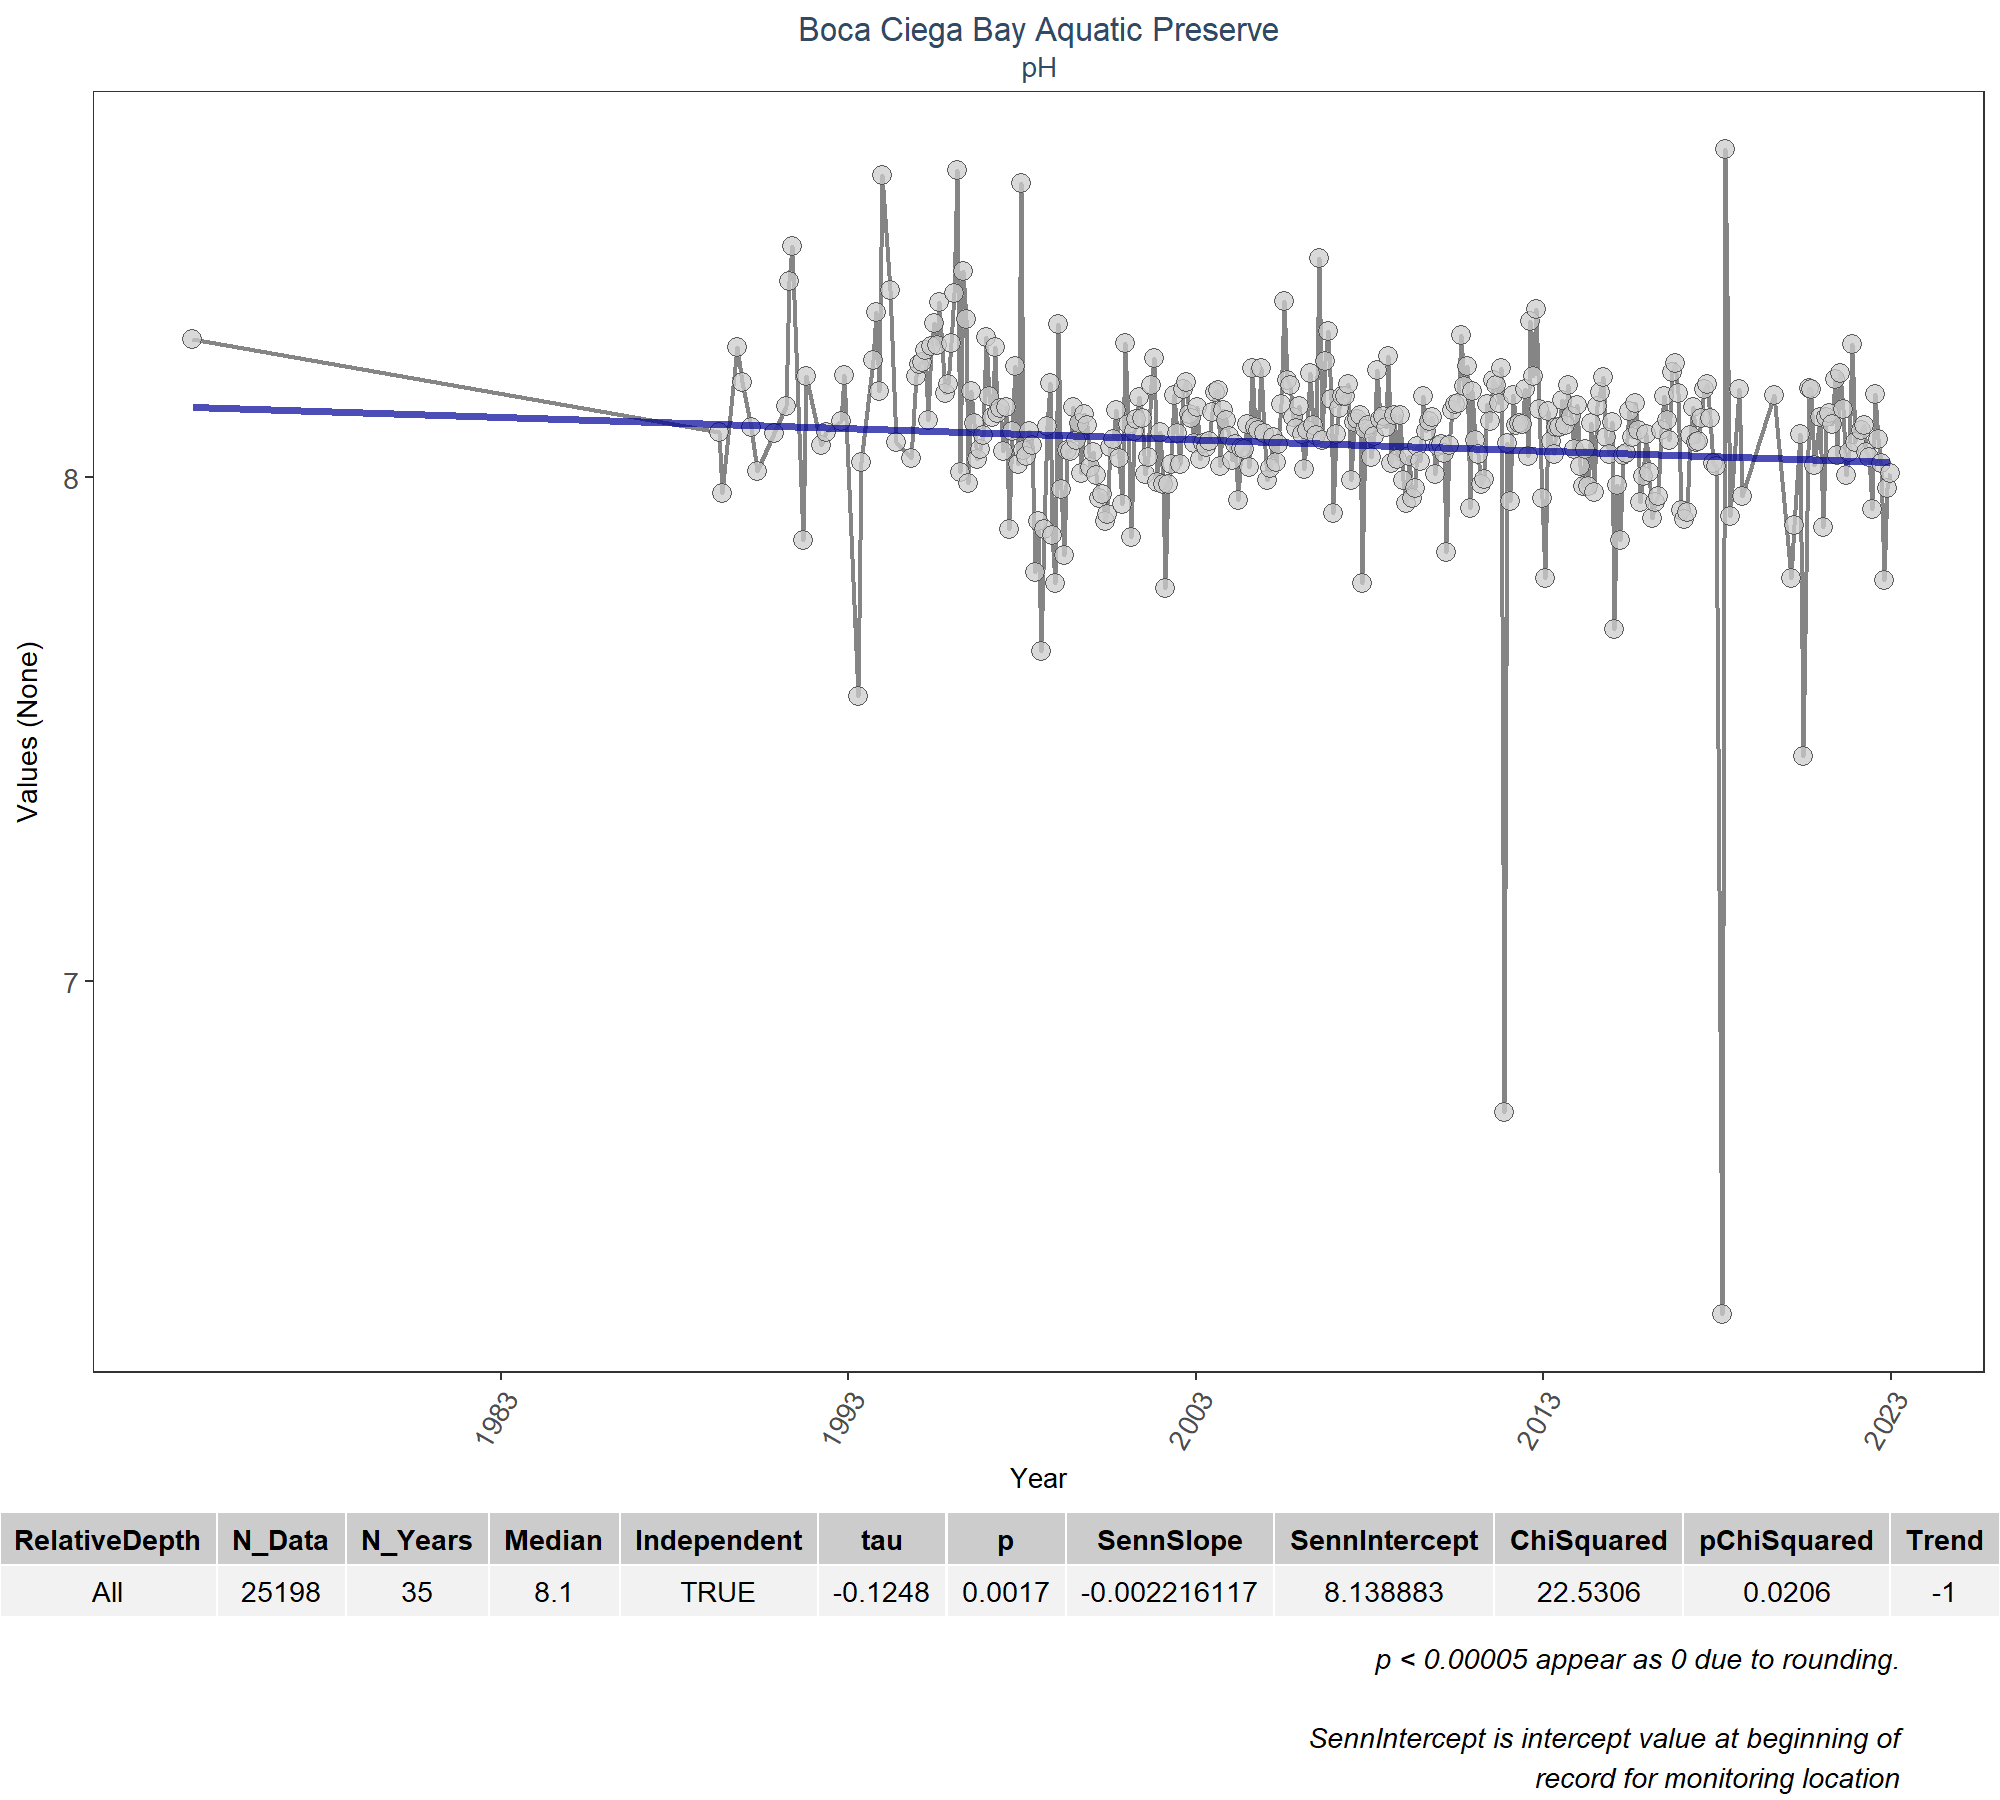 Boca Ciega Bay Aquatic Preserve
pH
Values (None)
8
7
1983
1993
2003
2013
2023
Year
RelativeDepth N_Data N_Years Median Independent tau p SennSlope SennIntercept ChiSquared pChiSquared Trend
All 25198 35 8.1 TRUE -0.1248 0.0017 -0.002216117 8.138883 22.5306 0.0206 -1
p < 0.00005 appear as 0 due to rounding.
SennIntercept is intercept value at beginning of
record for monitoring location